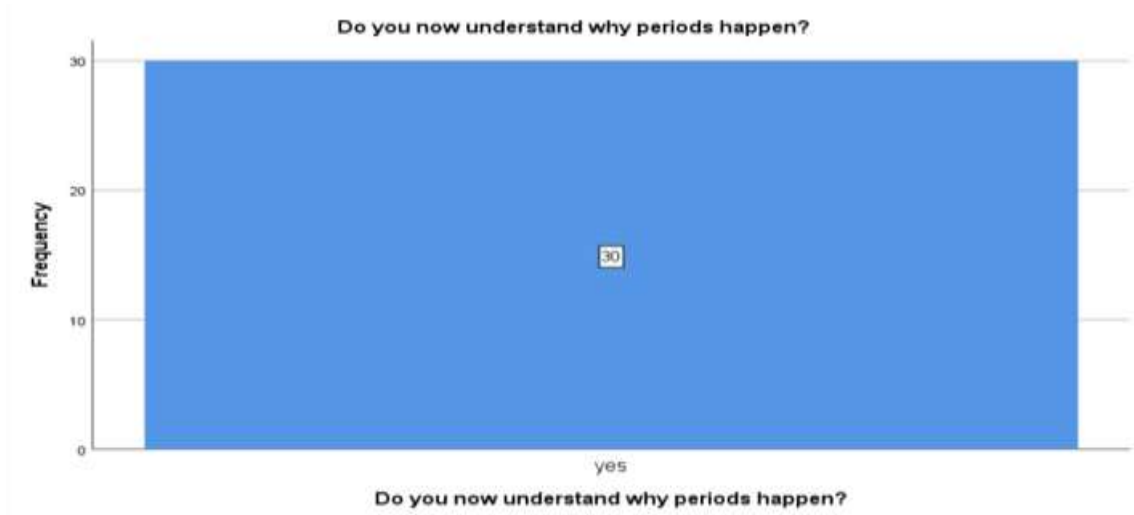 Do you now understand why periods happen?
30
20
10
0
Frequency
30
yes
Do you now understand why periods happen?